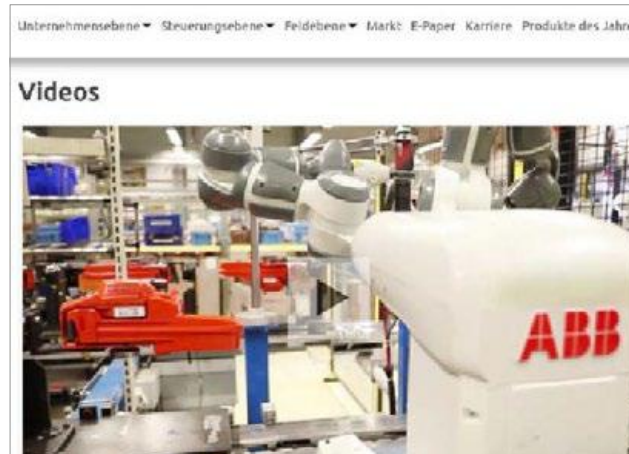 Unternehmensebene Steuerungsebene Feldebene Markt E-Paper Karriere Produkte des Jahre
Videos
ABB